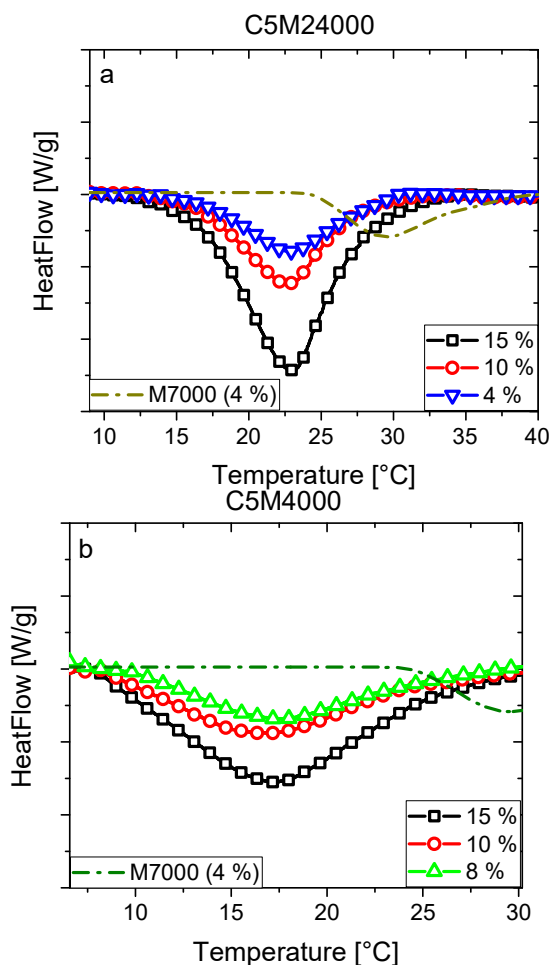 C5M24000
a
HeatFlow [W/g]
15 %
10 %
4 %
M7000 (4 %)
10 15 20 25 30 35 40
Temperature [°C]
C5M4000
b
HeatFlow [W/g]
15 %
10 %
8 %
M7000 (4 %)
10 15 20 25 30
Temperature [°C]